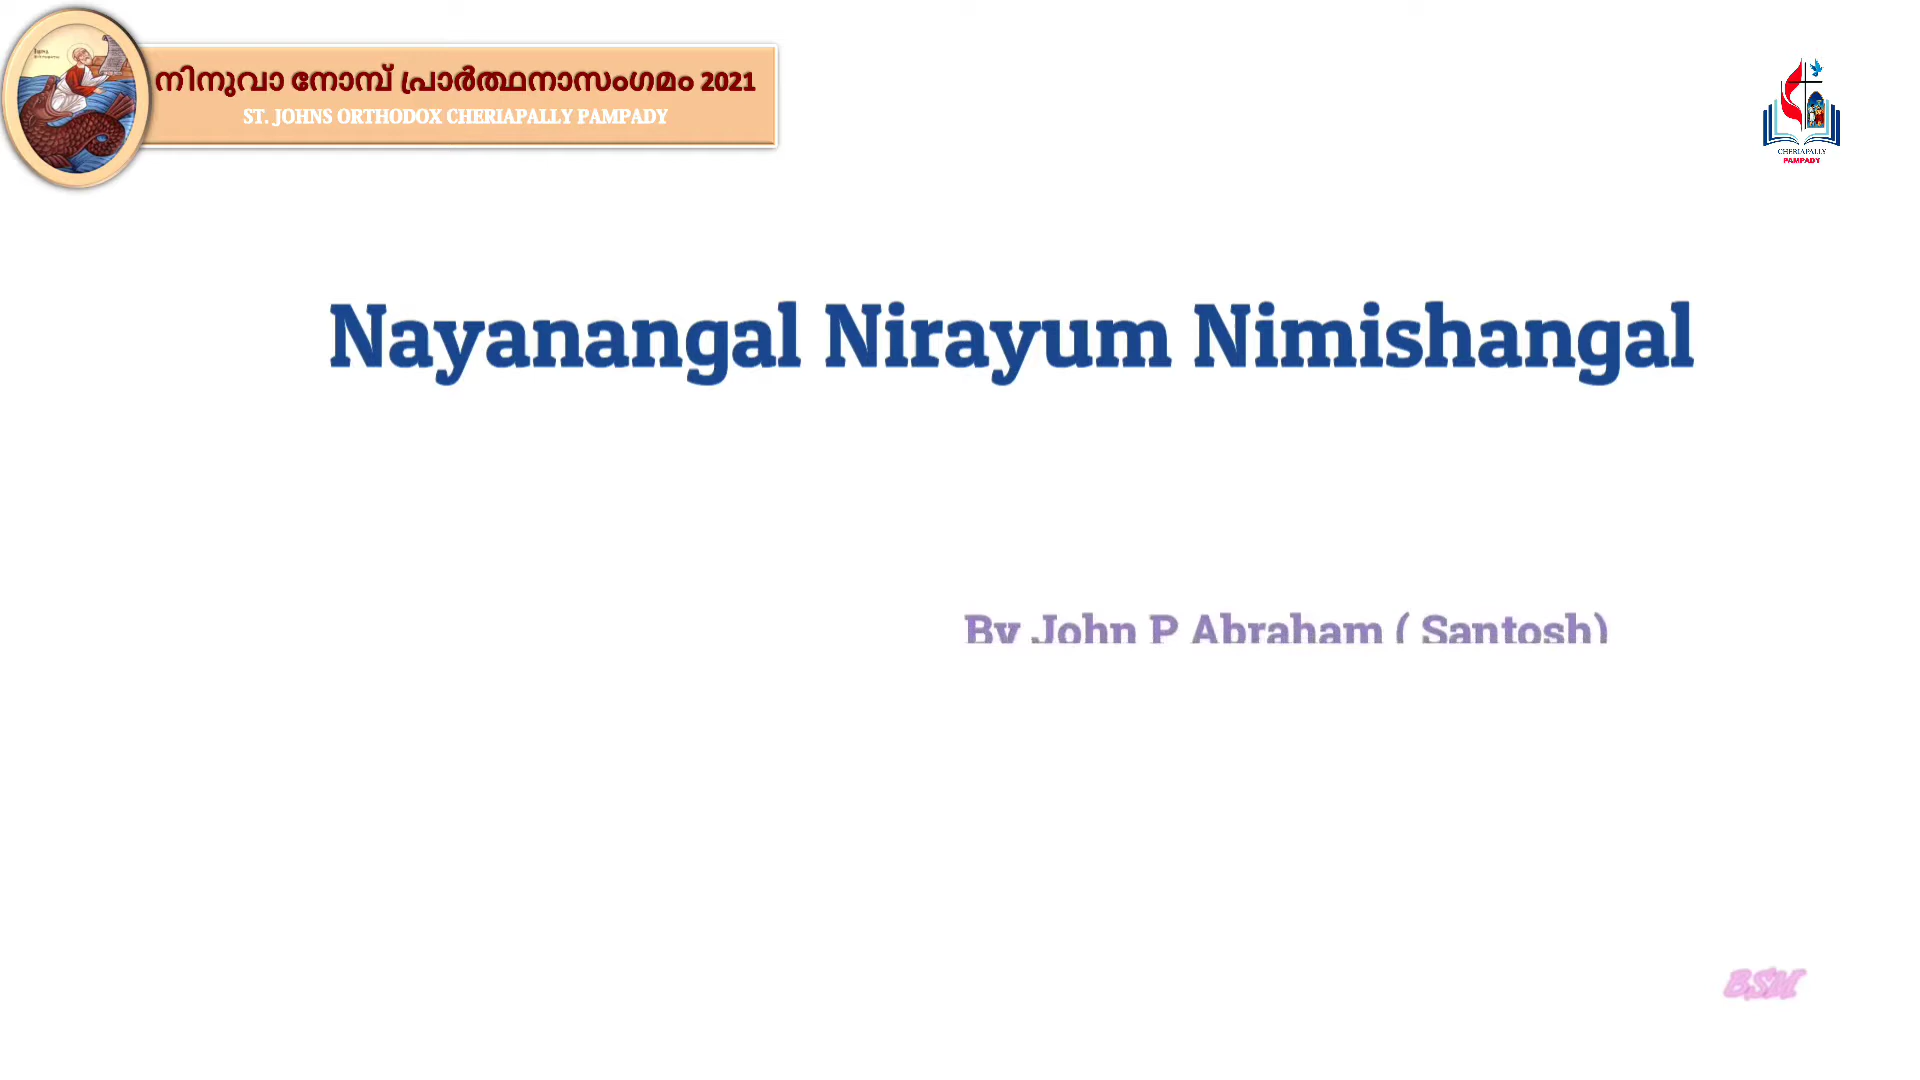 നിനുവാ നോമ്പ് പ്രാർത്ഥനാസംഗമം 2021
ST. JOHNS ORTHODOX CHERIAPALLY PAMPADY
CHERIAPALLY
PAMPADY
Nayanangal Nirayum Nimishangal
By John P Abraham ( Santosh)
BSM